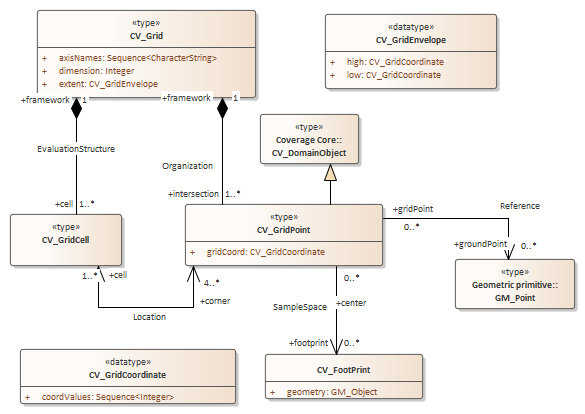 «type»
CV_Grid
+ axisNames: Sequence<CharacterString>
+ dimension: Integer
+ extent: CV_GridEnvelope
«datatype»
CV_GridEnvelope
+ high: CV_GridCoordinate
+ low: CV_GridCoordinate
+framework 1
+framework 1
«type»
Coverage Core::
CV_DomainObject
EvaluationStructure
Organization
+cell 1..*
+intersection 1..*
«type»
CV_GridCell
«type»
CV_GridPoint
+ gridCoord: CV_GridCoordinate
+gridPoint
0..*
Reference
+groundPoint 0..*
«type»
Geometric primitive::
GM_Point
1..* +cell
4..*
+corner
Location
0..*
+center
SampleSpace
+footprint 0..*
«datatype»
CV_GridCoordinate
+ coordValues: Sequence<Integer>
CV_FootPrint
+ geometry: GM_Object